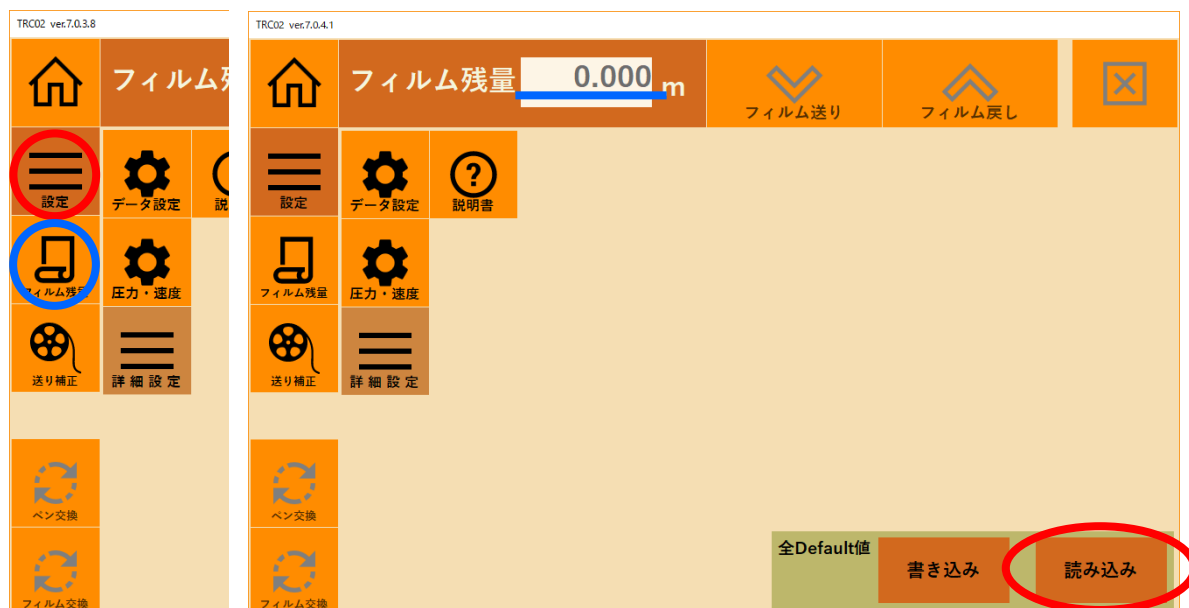 TRC02 ver.7.0.3.8
フィルム残
設定
データ設定
説
フィルム残量
圧力・速度
送り補正
詳細設定
ペン交換
フィルム交換
TRC02 ver.7.0.4.1
フィルム残量 0.000 m
フィルム送り
フィルム戻し
設定
データ設定
説明書
フィルム残量
圧力・速度
送り補正
詳細設定
ペン交換
フィルム交換
全Default値
書き込み
読み込み